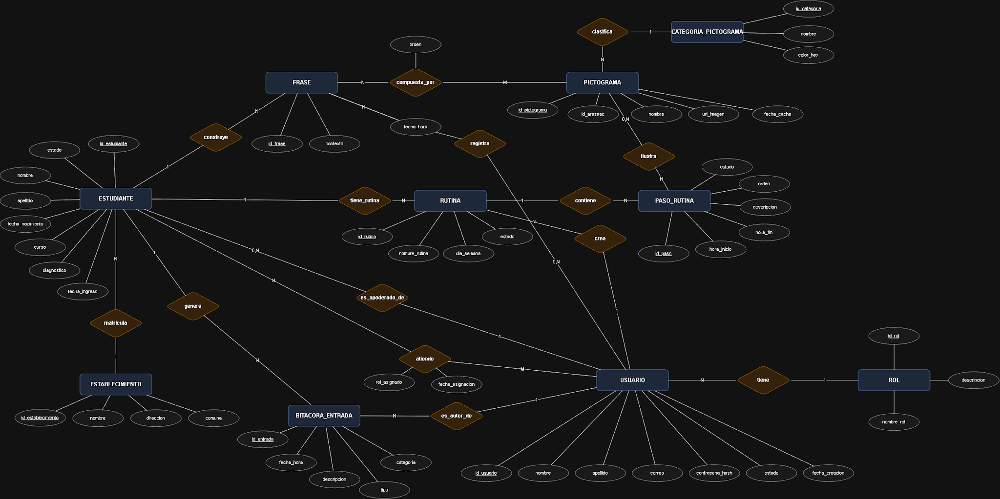 id_categoria
clasifica
1
CATEGORIA_PICTOGRAMA
nombre
orden
color_hex
N
FRASE
N
compuesta_por
M
PICTOGRAMA
N
N
id_pictograma
id_arasaac
nombre
url_imagen
fecha_cache
0,N
fecha_hora
construye
id_frase
contexto
registra
estado
id_estudiante
ilustra
1
estado
nombre
N
orden
ESTUDIANTE
1
tiene_rutina
N
RUTINA
1
contiene
N
PASO_RUTINA
apellido
descripcion
fecha_nacimiento
N
hora_fin
id_rutina
estado
crea
curso
1
0,N
nombre_rutina
dia_semana
id_paso
hora_inicio
N
0,N
diagnostico
N
fecha_ingreso
es_apoderado_de
genera
1
matricula
1
id_rol
1
N
atiende
M
ESTABLECIMIENTO
rol_asignado
fecha_asignacion
USUARIO
N
tiene
1
ROL
descripcion
1
id_establecimiento
nombre
direccion
comuna
BITACORA_ENTRADA
N
es_autor_de
nombre_rol
id_entrada
fecha_hora
categoria
descripcion
tipo
id_usuario
nombre
apellido
correo
contrasena_hash
estado
fecha_creacion